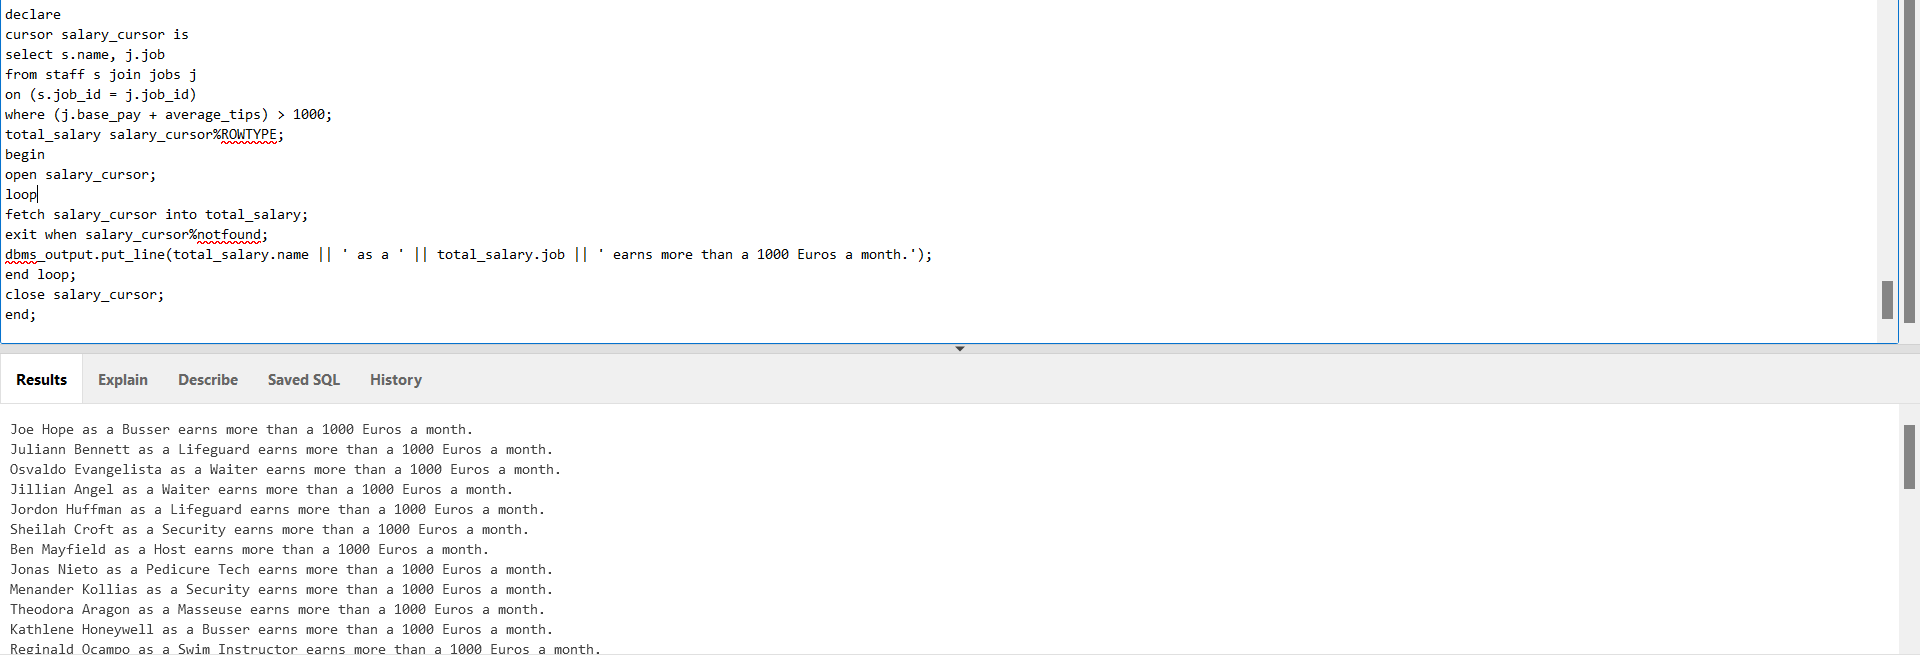 declare
cursor salary_cursor is
select s.name, j.job
from staff s join jobs j
on (s.job_id = j.job_id)
where (j.base_pay + average_tips) > 1000;
total_salary salary_cursor%ROWTYPE;
begin
open salary_cursor;
loop
fetch salary_cursor into total_salary;
exit when salary_cursor%notfound;
dbms_output.put_line(total_salary.name || ' as a ' || total_salary.job || ' earns more than a 1000 Euros a month.');
end loop;
close salary_cursor;
end;
Results Explain Describe Saved SQL History
Joe Hope as a Busser earns more than a 1000 Euros a month.
Juliann Bennett as a Lifeguard earns more than a 1000 Euros a month.
Osvaldo Evangelista as a Waiter earns more than a 1000 Euros a month.
Jillian Angel as a Waiter earns more than a 1000 Euros a month.
Jordon Huffman as a Lifeguard earns more than a 1000 Euros a month.
Sheilah Croft as a Security earns more than a 1000 Euros a month.
Ben Mayfield as a Host earns more than a 1000 Euros a month.
Jonas Nieto as a Pedicure Tech earns more than a 1000 Euros a month.
Menander Kollias as a Security earns more than a 1000 Euros a month.
Theodora Aragon as a Masseuse earns more than a 1000 Euros a month.
Kathlene Honeywell as a Busser earns more than a 1000 Euros a month.
Reginald Ocampo as a Swim Instructor earns more than a 1000 Euros a month.